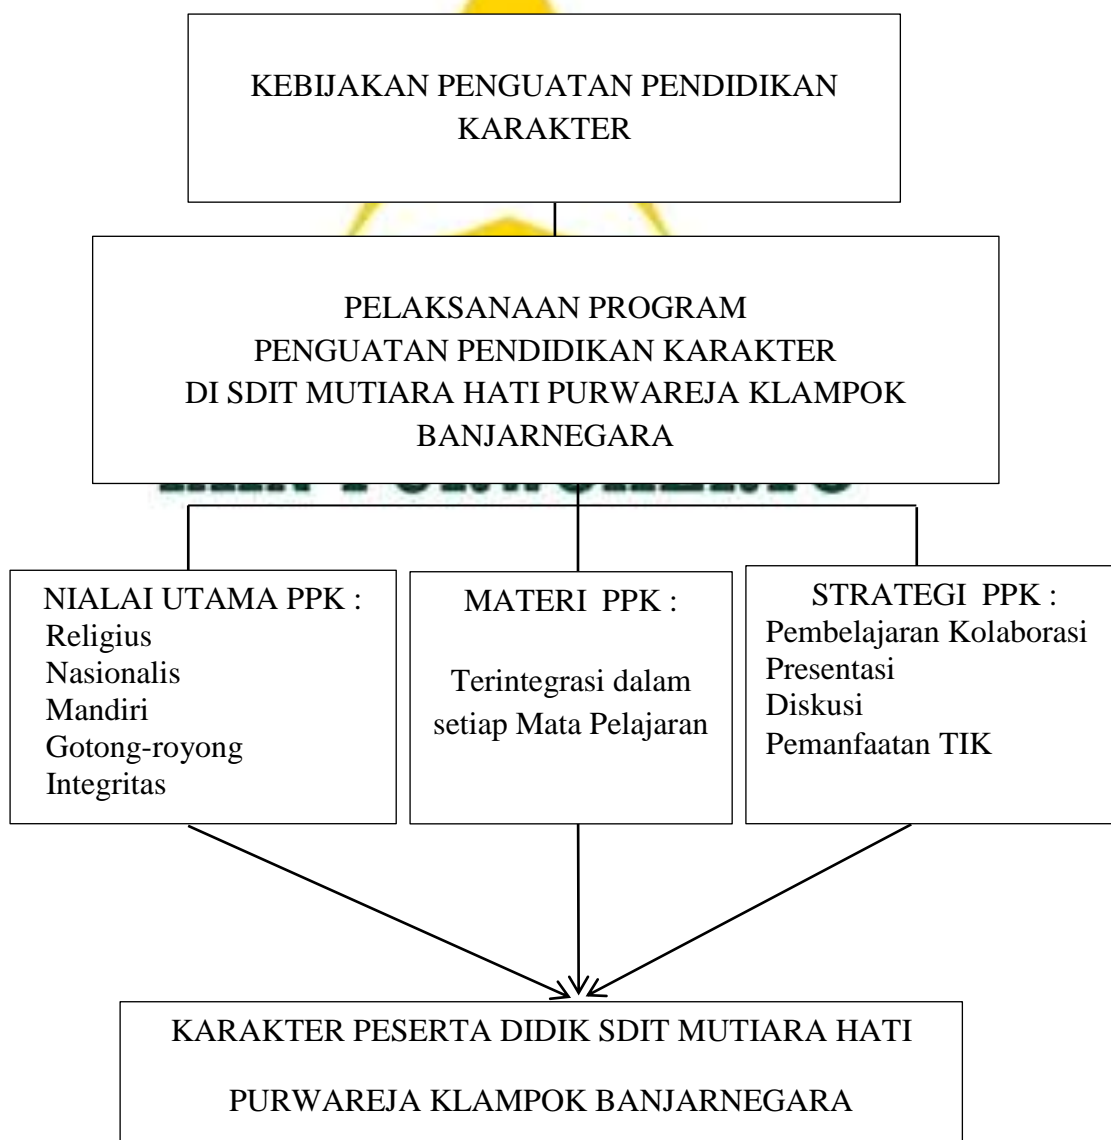 KEBIJAKAN PENGUATAN PENDIDIKAN
KARAKTER
PELAKSANAAN PROGRAM
PENGUATAN PENDIDIKAN KARAKTER
DI SDIT MUTIARA HATI PURWAREJA KLAMPOK
BANJARNEGARA
NIALAI UTAMA PPK :
Religius
Nasionalis
Mandiri
Gotong-royong
Integritas
MATERI PPK :
Terintegrasi dalam
setiap Mata Pelajaran
STRATEGI PPK :
Pembelajaran Kolaborasi
Presentasi
Diskusi
Pemanfaatan TIK
KARAKTER PESERTA DIDIK SDIT MUTIARA HATI
PURWAREJA KLAMPOK BANJARNEGARA